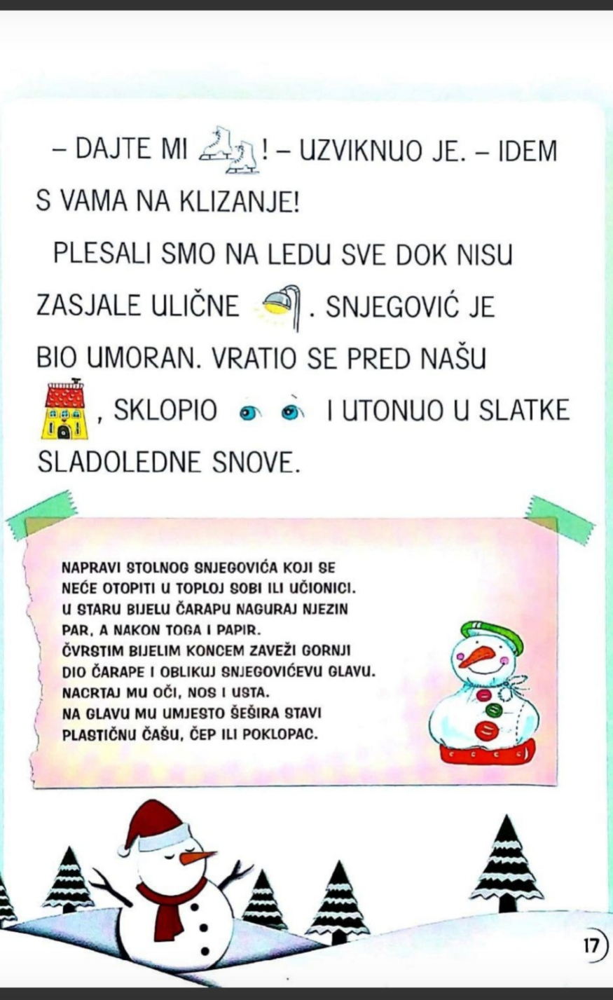 – DAJTE MI ! – UZVIKNUO JE. – IDEM
S VAMA NA KLIZANJE!
PLESALI SMO NA LEDU SVE DOK NISU
ZASJALE ULIČNE . SNJEGOVIĆ JE
BIO UMORAN. VRATIO SE PRED NAŠU
, SKLOPIO I UTONUO U SLATKE
SLADOLEDNE SNOVE.
NAPRAVI STOLNOG SNJEGOVIĆA KOJI SE
NEĆE OTOPITI U TOPLOJ SOBI ILI UČIONICI.
U STARU BIJELU ČARAPU NAGURAJ NJEZIN
PAR, A NAKON TOGA I PAPIR.
ČVRSTIM BIJELIM KONCEM ZAVEŽI GORNJI
DIO ČARAPE I OBLIKUJ SNJEGOVIĆEVU GLAVU.
NACRTAJ MU OČI, NOS I USTA.
NA GLAVU MU UMJESTO ŠEŠIRA STAVI
PLASTIČNU ČAŠU, ČEP ILI POKLOPAC.
17